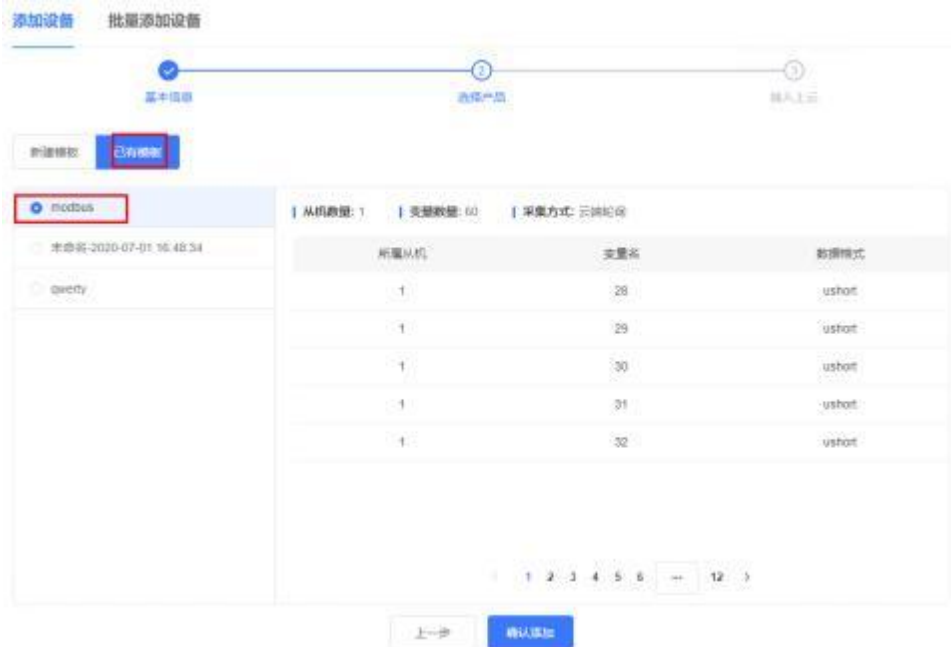 添加设备 批量添加设备
2 3
基本信息 选择产品 接入上云
新建模板 已有模板
modbus
未命名-2020-07-01 16:48:34
qwerty
从机数量: 1 变量数量: 60 采集方式: 云端轮询
所属从机 变量名 数据格式
1 28 ushort
1 29 ushort
1 30 ushort
1 31 ushort
1 32 ushort
1 2 3 4 5 6 ... 12
上一步 确认添加